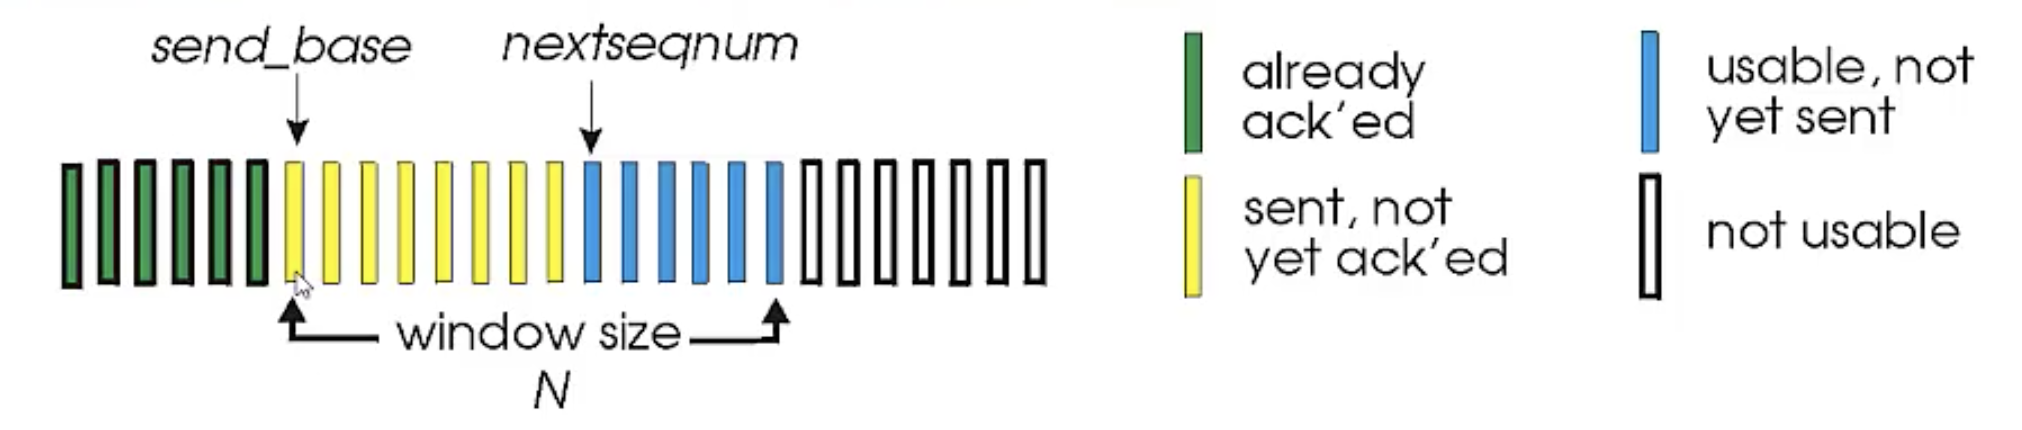 send_base
nextseqnum
window size
N
already
ack’ed
sent, not
yet ack’ed
usable, not
yet sent
not usable